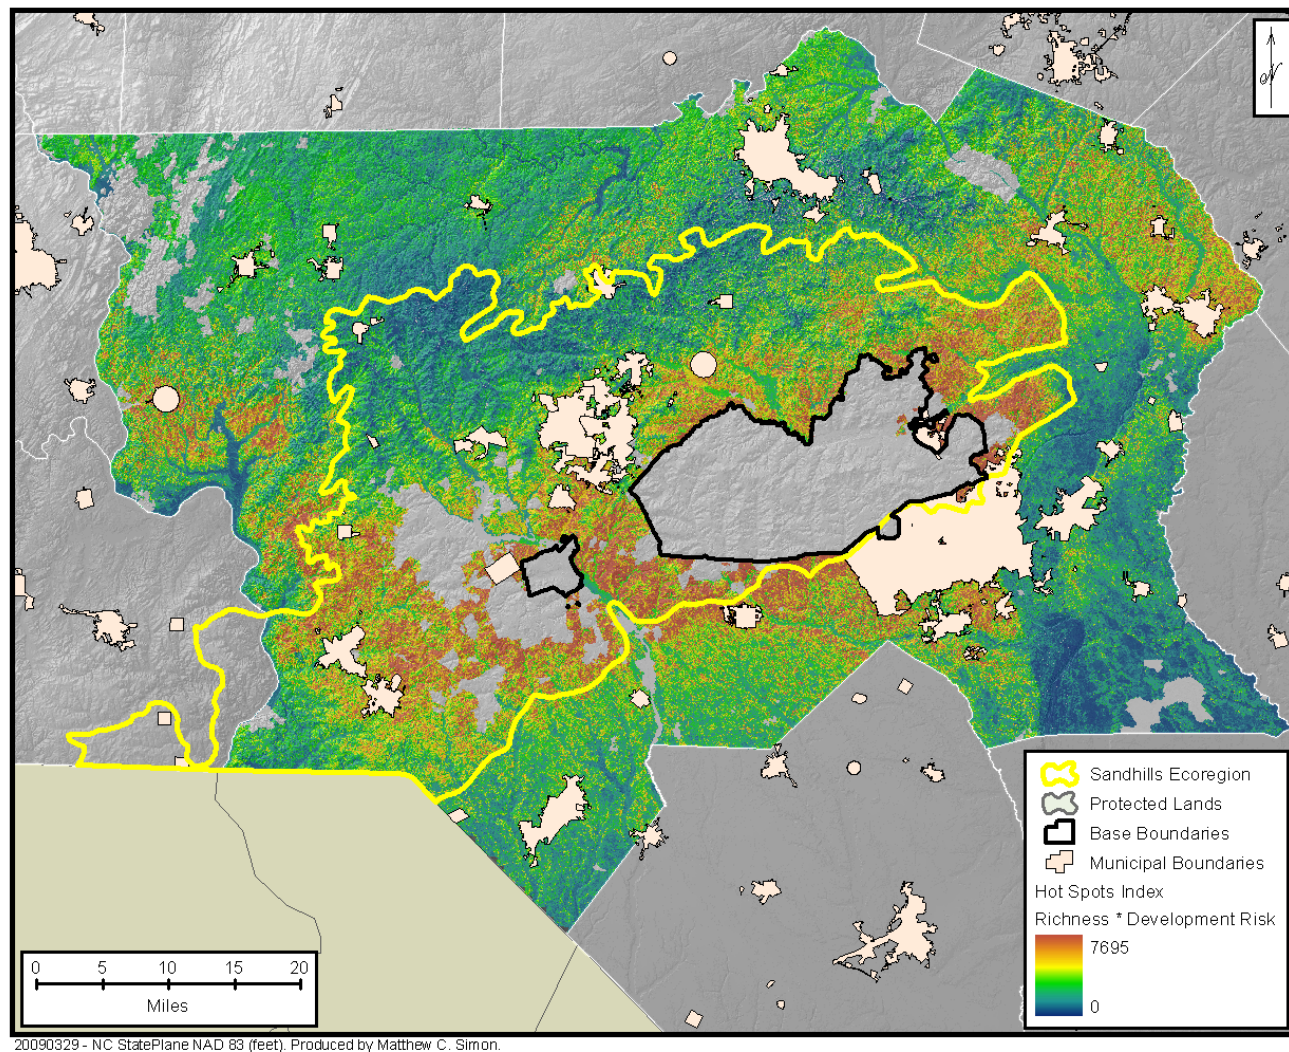 N
Sandhills Ecoregion
Protected Lands
Base Boundaries
Municipal Boundaries
Hot Spots Index
Richness * Development Risk
7695
0
0 5 10 15 20
Miles
20090329 - NC StatePlane NAD 83 (feet). Produced by Matthew C. Simon.